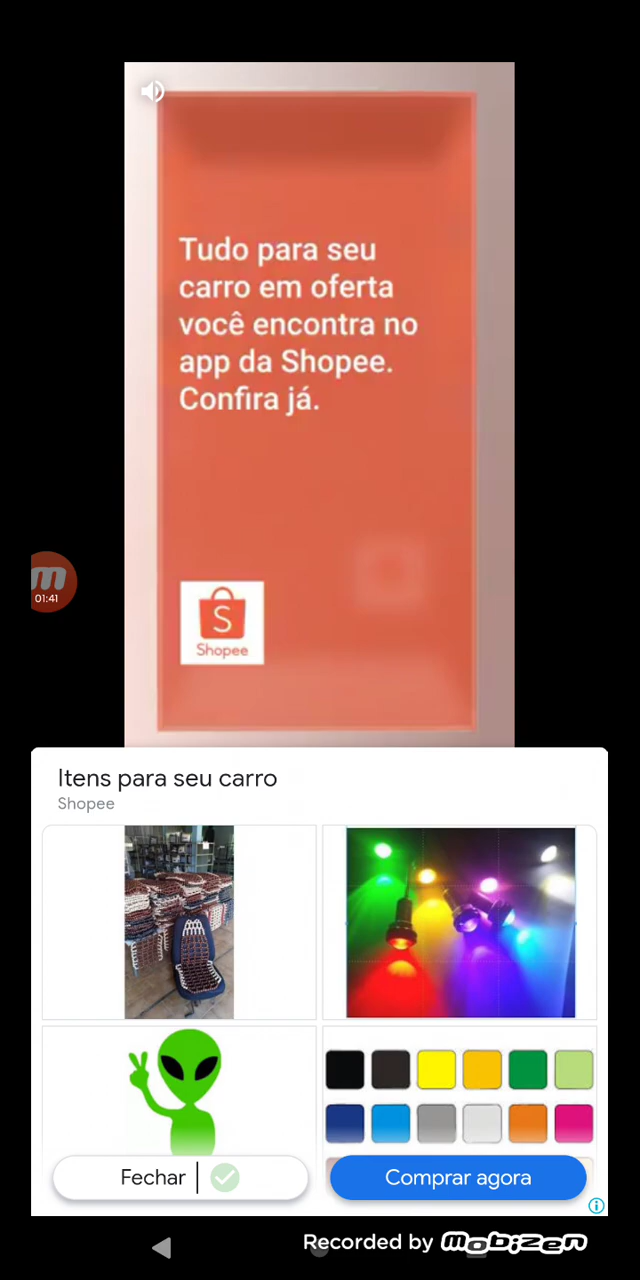 Tudo para seu
carro em oferta
você encontra no
app da Shopee.
Confira já.
S
Shopee
m
01:41
Itens para seu carro
Shopee
Fechar
Comprar agora
Recorded by mobizen